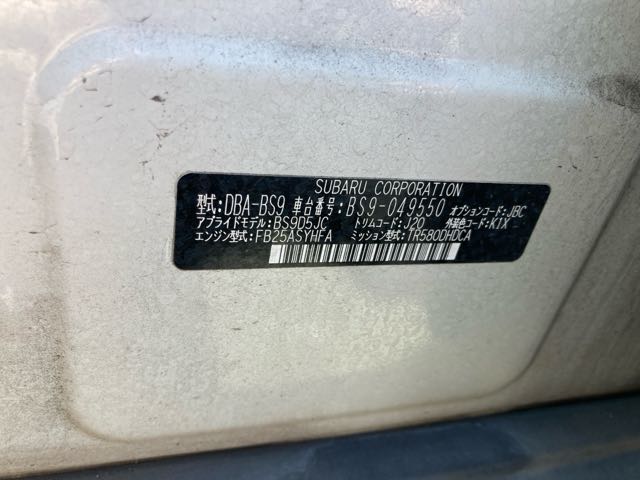 SUBARU CORPORATION
型式:DBA-BS9 車台番号:BS9-049550 オプションコード:JBC
アプライドモデル:BS9D5JC トリムコード:J20 外装色コード:K1X
エンジン型式:FB25ASYHFA ミッション型式:TR580DHDCA